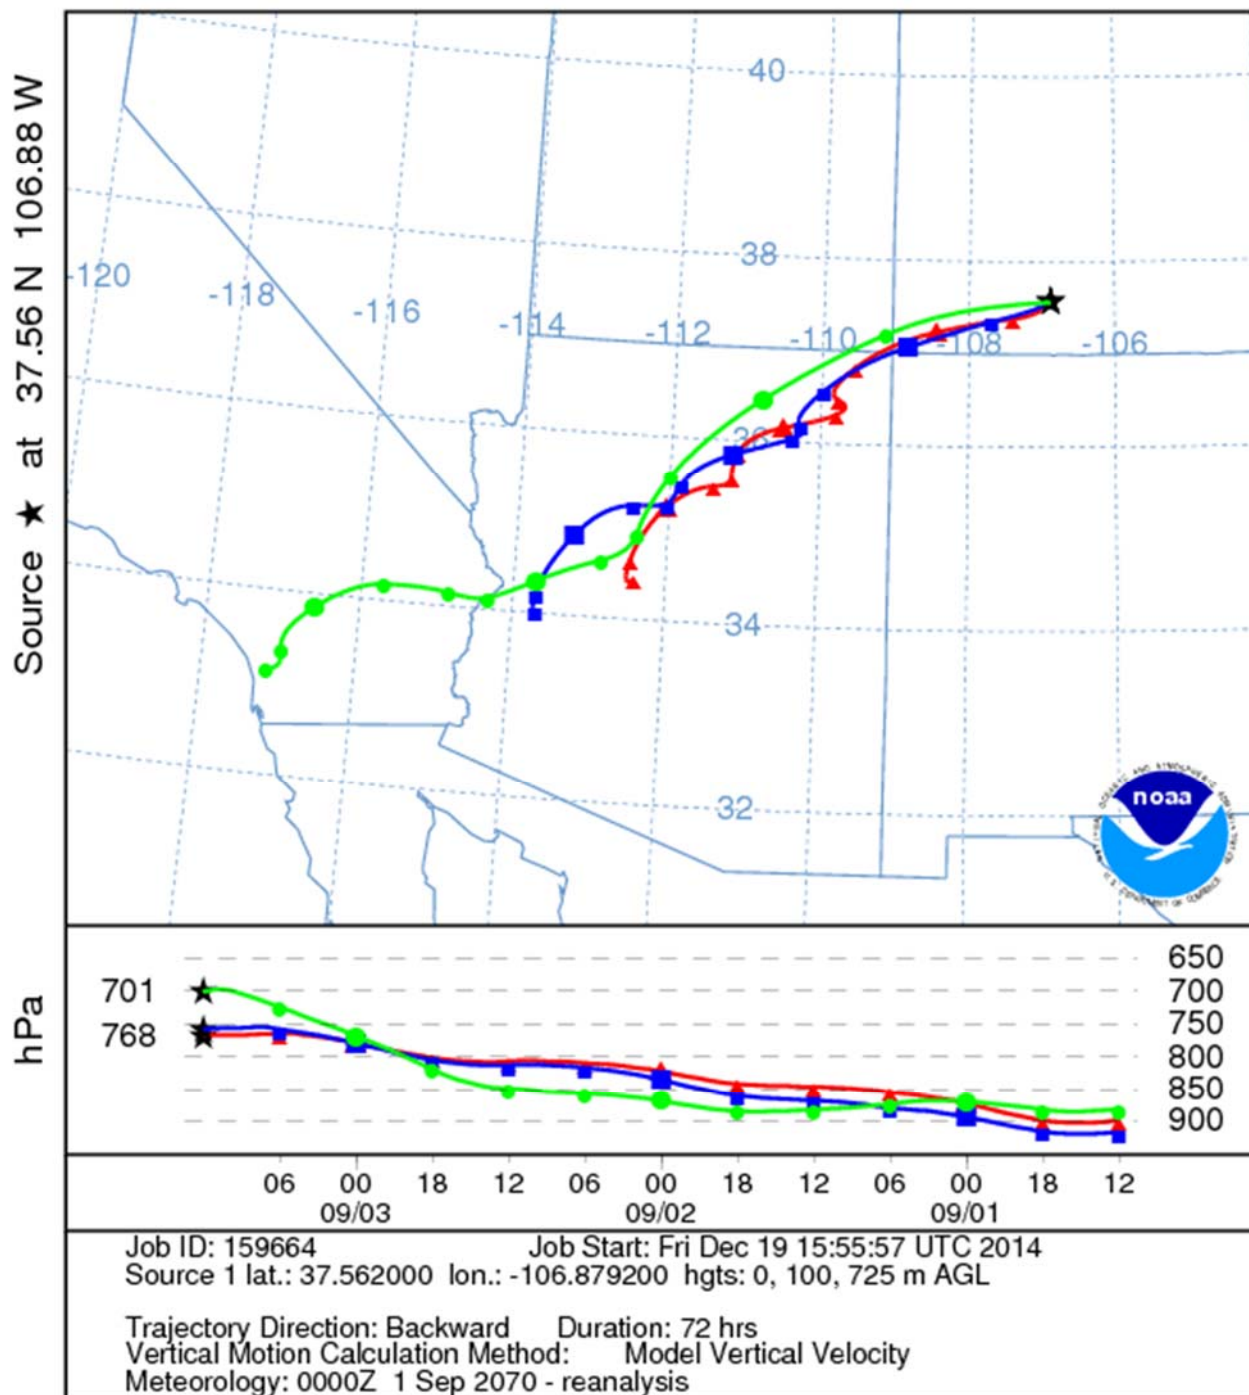 Source ★ at 37.56 N 106.88 W
40
38
-120
-118
-116
-114
-112
-110
-108
-106
36
34
32
noaa
hPa
701
768
650
700
750
800
850
900
06 00 18 12 06 00 18 12 06 00 18 12
09/03 09/02 09/01
Job ID: 159664 Job Start: Fri Dec 19 15:55:57 UTC 2014
Source 1 lat.: 37.562000 lon.: -106.879200 hgts: 0, 100, 725 m AGL
Trajectory Direction: Backward Duration: 72 hrs
Vertical Motion Calculation Method: Model Vertical Velocity
Meteorology: 0000Z 1 Sep 2070 - reanalysis